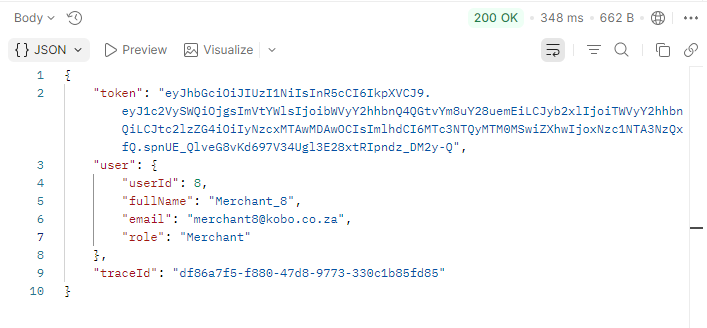 Body
200 OK • 348 ms • 662 B
{} JSON Preview Visualize
1 {
2 "token": "eyJhbGciOiJIUzI1NiIsInR5cCI6IkpXVCJ9.
eyJ1c2VySWQiOjgsImVtYWlsIjoibWVyY2hhbnQ4QGtvYm8uY28uemEiLCJyb2xlIjoiTWVyY2hhbn
QiLCJtc2lzZG4iOiIyNzcxMTAwMDAwOCIsImlhdCI6MTc3NTQyMTM0MSwiZXhwIjoxNzc1NTA3NzQx
fQ.spnUE_QlveG8vKd697V34Ugl3E28xtRIpndz_DM2y-Q",
3 "user": {
4 "userId": 8,
5 "fullName": "Merchant_8",
6 "email": "merchant8@kobo.co.za",
7 "role": "Merchant"
8 },
9 "traceId": "df86a7f5-f880-47d8-9773-330c1b85fd85"
10 }